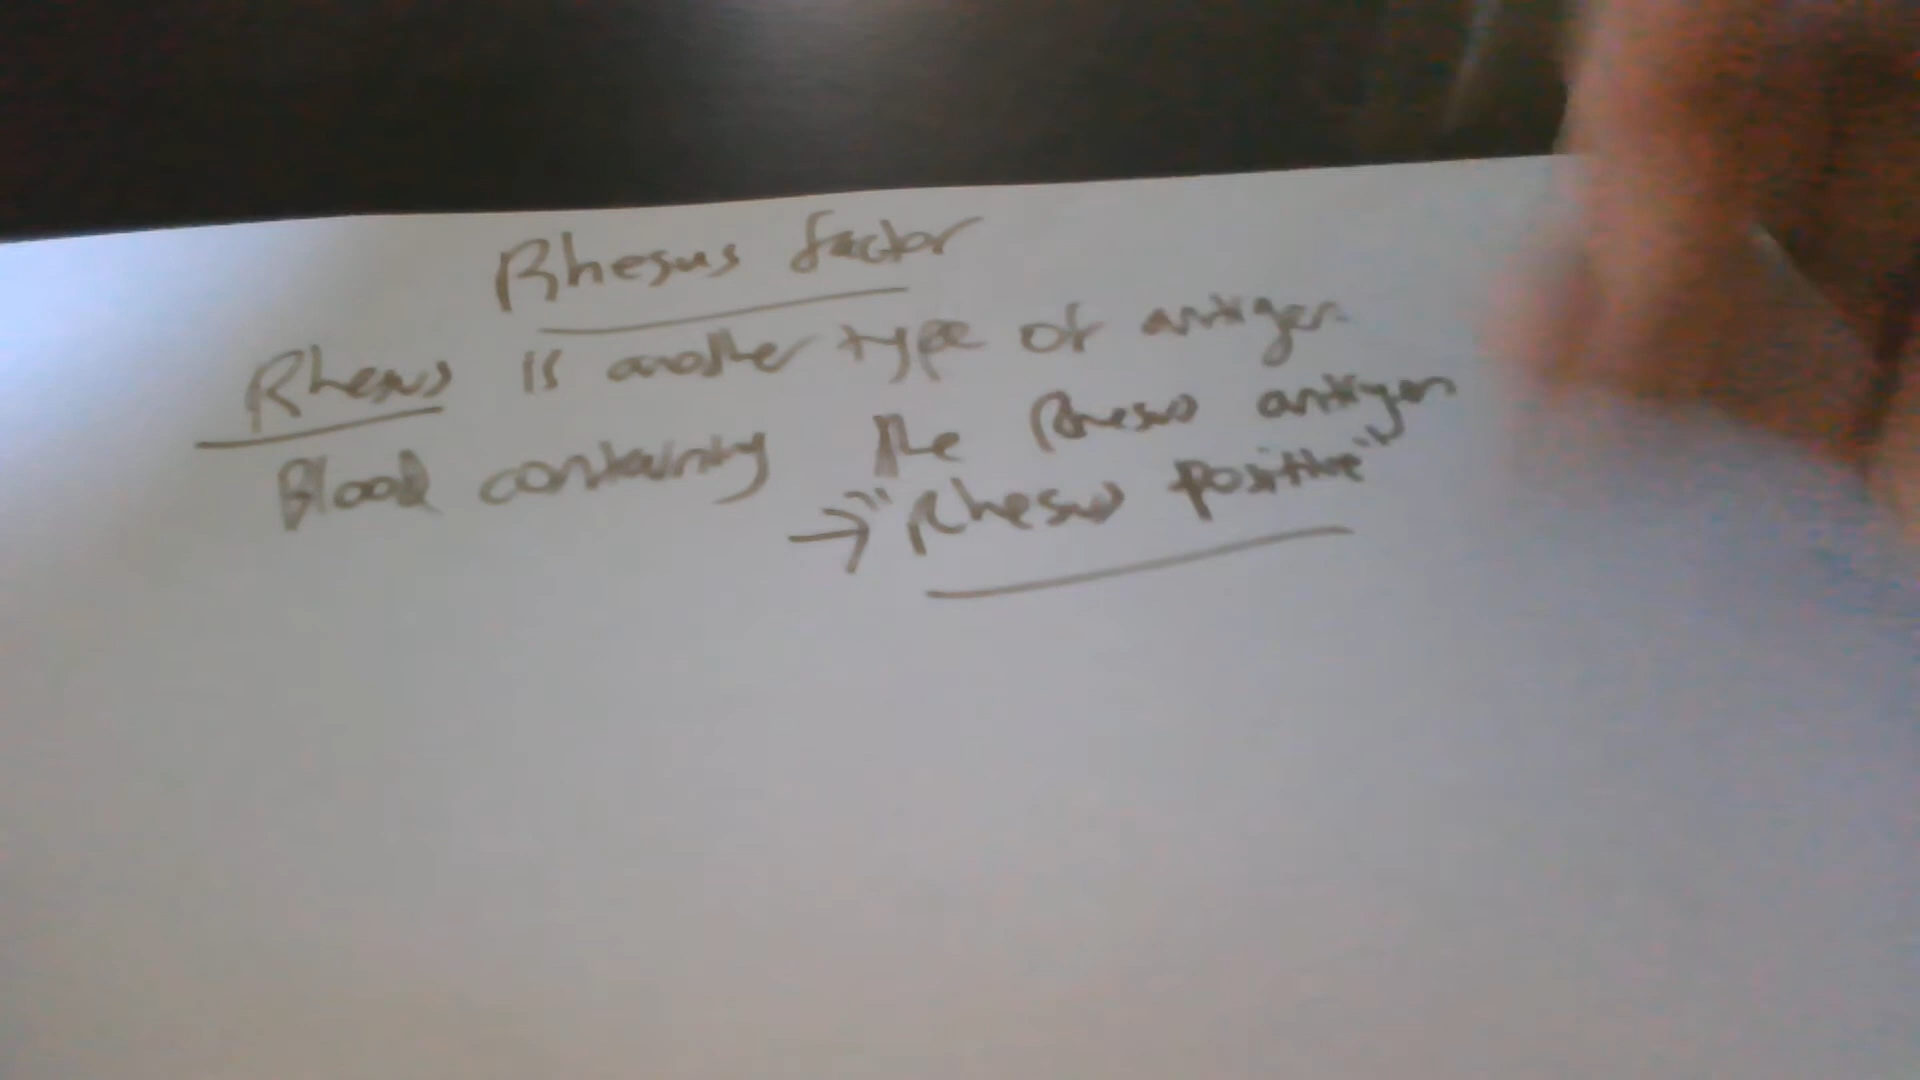 Rhesus factor
Rhesus is another type of antigen
Blood containing the Rhesus antigen
→ "Rhesus positive"